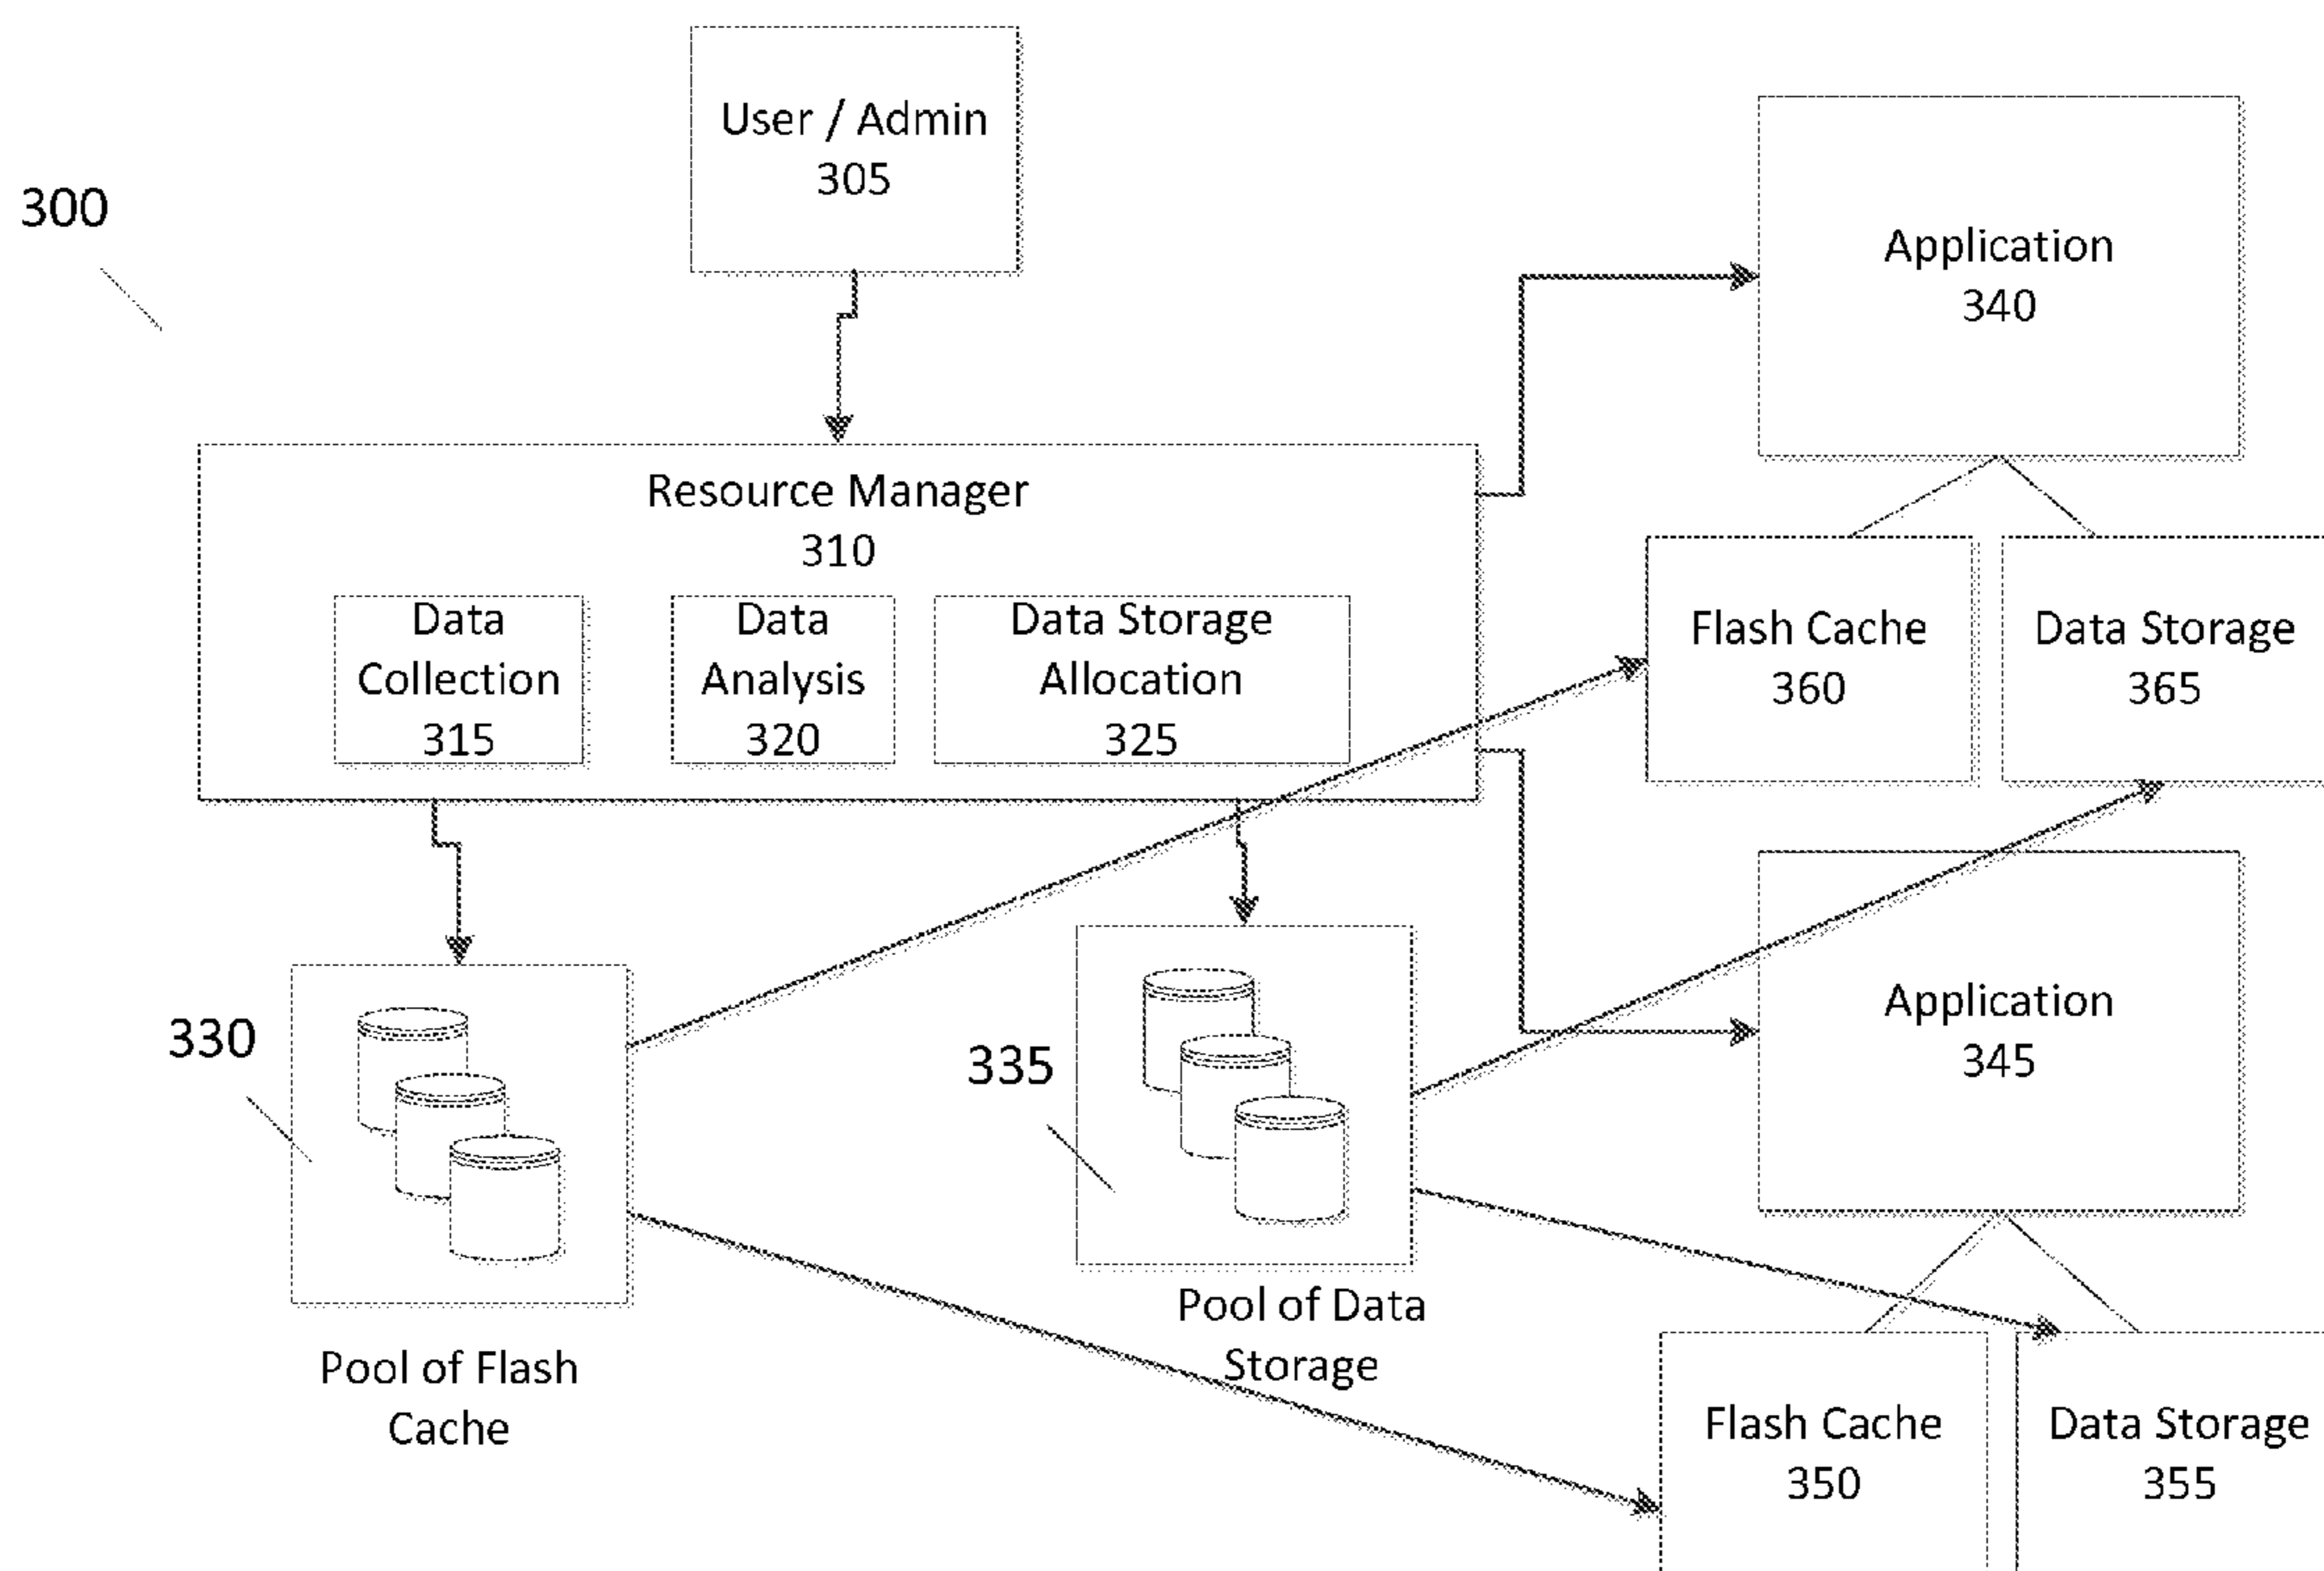 User / Admin
305
300
Application
340
Resource Manager
310
Data
Collection
315
Data
Analysis
320
Data Storage
Allocation
325
Flash Cache
360
Data Storage
365
330
335
Application
345
Pool of Flash
Cache
Pool of Data
Storage
Flash Cache
350
Data Storage
355